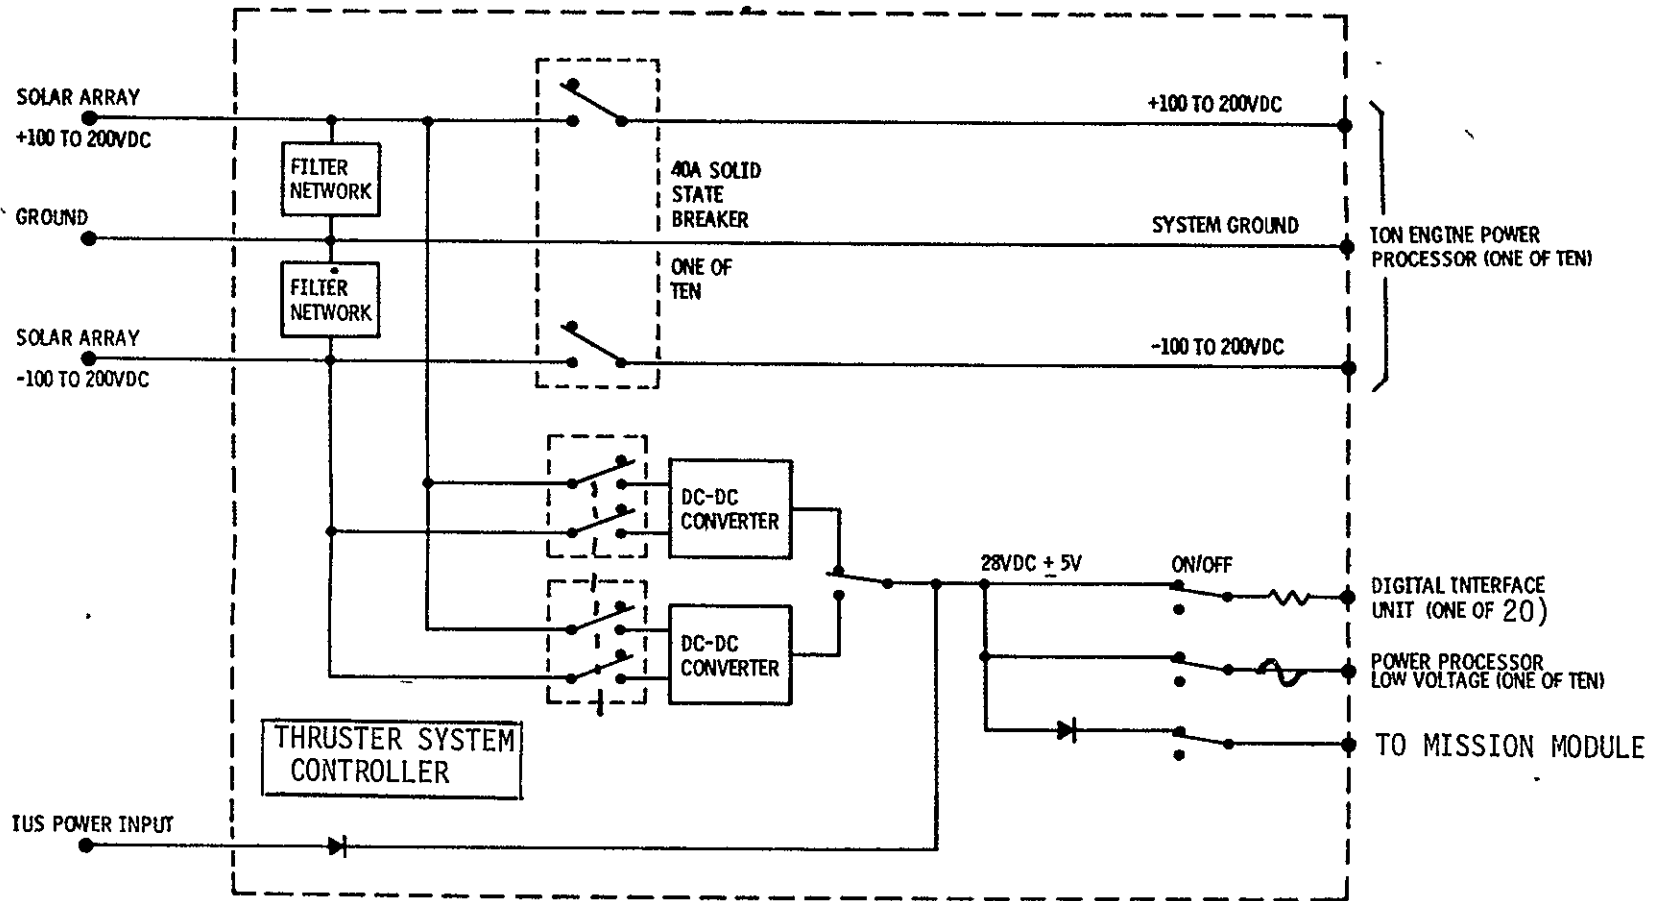 SOLAR ARRAY
+100 TO 200VDC
FILTER
NETWORK
GROUND
FILTER
NETWORK
SOLAR ARRAY
-100 TO 200VDC
40A SOLID
STATE
BREAKER
ONE OF
TEN
+100 TO 200VDC
SYSTEM GROUND
-100 TO 200VDC
ION ENGINE POWER
PROCESSOR (ONE OF TEN)
DC-DC
CONVERTER
DC-DC
CONVERTER
28VDC ± 5V
ON/OFF
DIGITAL INTERFACE
UNIT (ONE OF 20)
POWER PROCESSOR
LOW VOLTAGE (ONE OF TEN)
TO MISSION MODULE
THRUSTER SYSTEM
CONTROLLER
IUS POWER INPUT